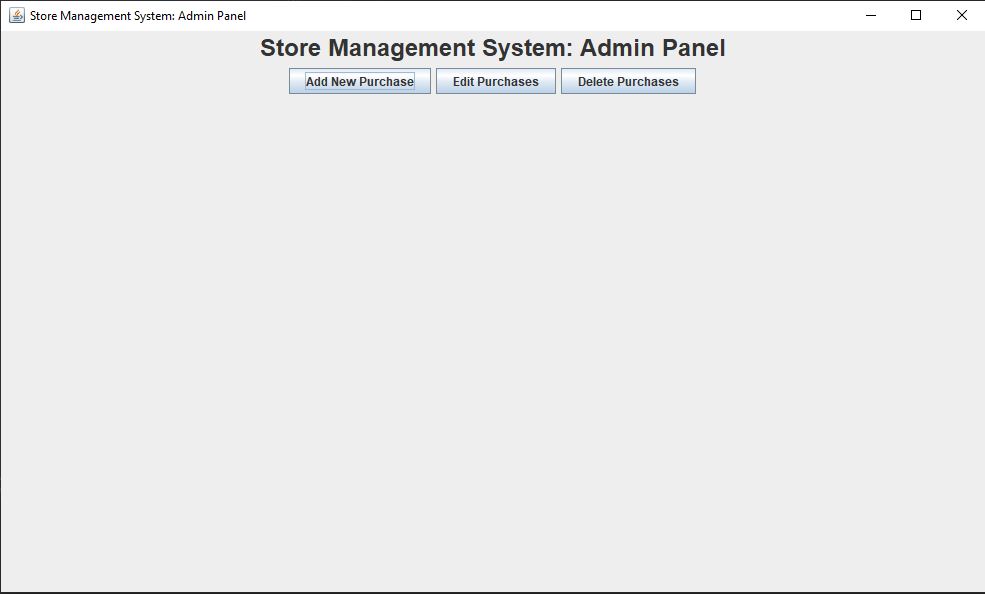 Store Management System: Admin Panel
Store Management System: Admin Panel
Add New Purchase Edit Purchases Delete Purchases